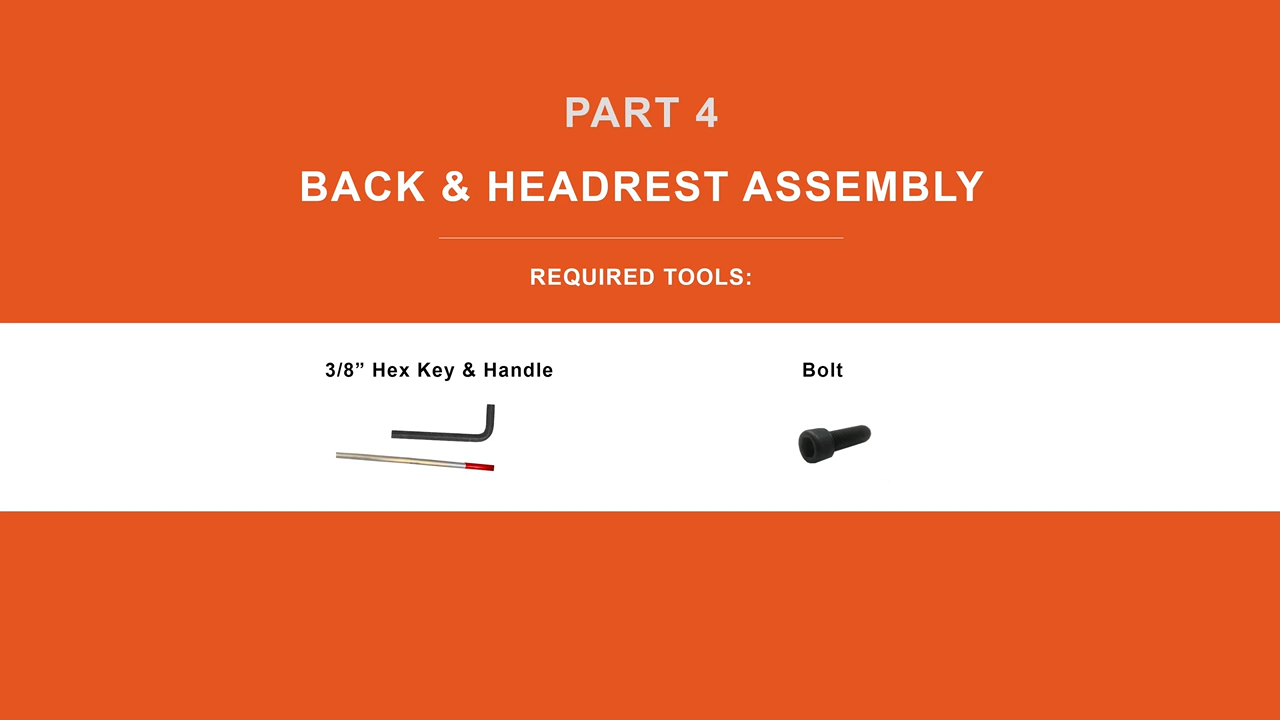 PART 4
BACK & HEADREST ASSEMBLY
REQUIRED TOOLS:
3/8” Hex Key & Handle
Bolt